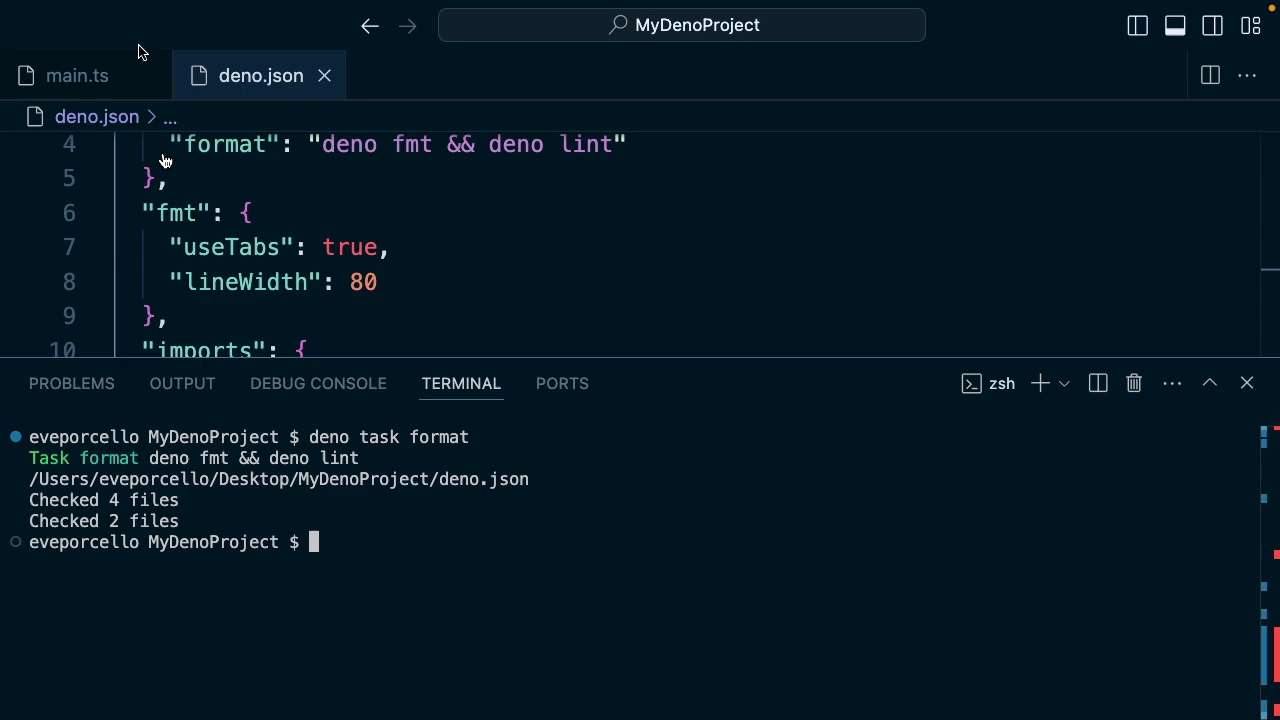 MyDenoProject
main.ts
deno.json
deno.json > ...
4 "format": "deno fmt && deno lint"
5 },
6 "fmt": {
7 "useTabs": true,
8 "lineWidth": 80
9 },
10 "imports": {
PROBLEMS OUTPUT DEBUG CONSOLE TERMINAL PORTS zsh
eveporcello MyDenoProject $ deno task format
Task format deno fmt && deno lint
/Users/eveporcello/Desktop/MyDenoProject/deno.json
Checked 4 files
Checked 2 files
eveporcello MyDenoProject $